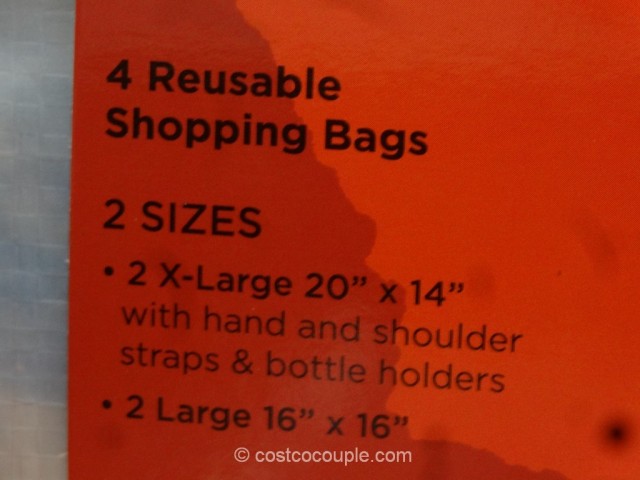 4 Reusable
Shopping Bags
2 SIZES
• 2 X-Large 20” x 14”
with hand and shoulder
straps & bottle holders
• 2 Large 16” x 16”
© costcocouple.com